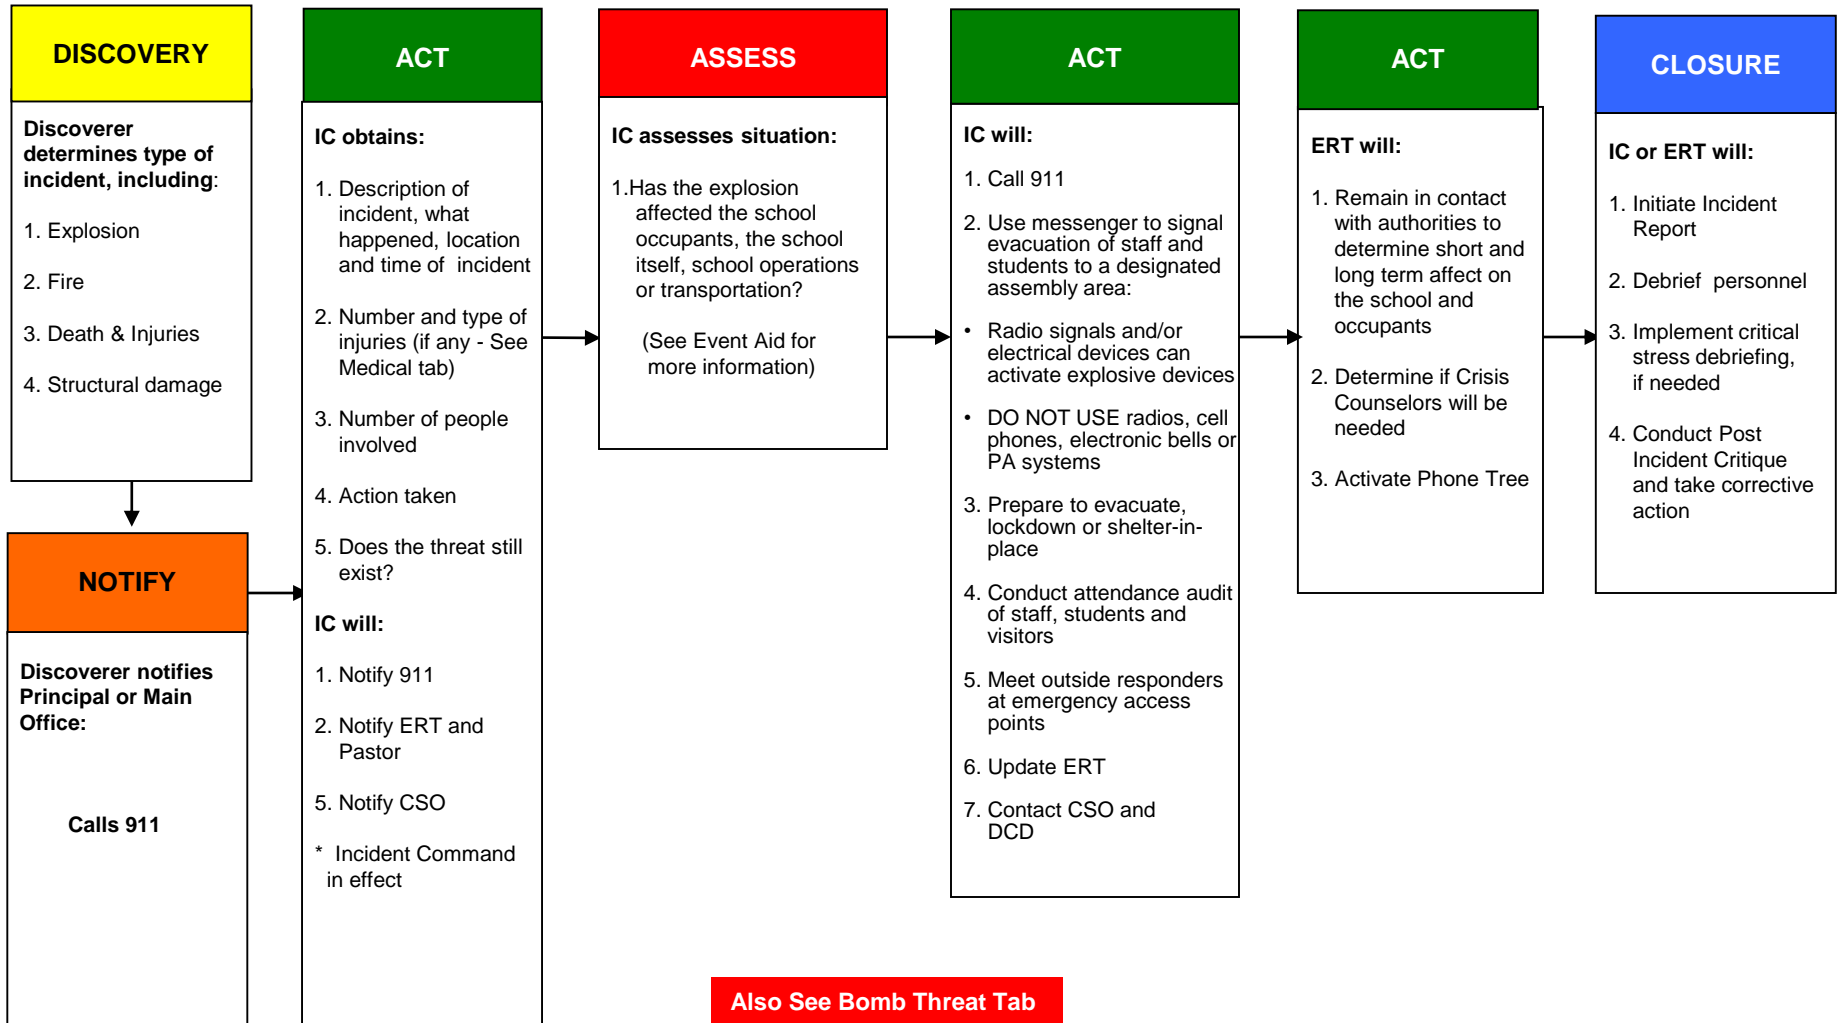 DISCOVERY
Discoverer
determines type of
incident, including:
1. Explosion
2. Fire
3. Death & Injuries
4. Structural damage
NOTIFY
Discoverer notifies
Principal or Main
Office:
Calls 911
ACT
IC obtains:
1. Description of
incident, what
happened, location
and time of incident
2. Number and type of
injuries (if any - See
Medical tab)
3. Number of people
involved
4. Action taken
5. Does the threat still
exist?
IC will:
1. Notify 911
2. Notify ERT and
Pastor
5. Notify CSO
* Incident Command
in effect
ASSESS
IC assesses situation:
1.Has the explosion
affected the school
occupants, the school
itself, school operations
or transportation?
(See Event Aid for
more information)
ACT
IC will:
1. Call 911
2. Use messenger to signal
evacuation of staff and
students to a designated
assembly area:
• Radio signals and/or
electrical devices can
activate explosive devices
• DO NOT USE radios, cell
phones, electronic bells or
PA systems
3. Prepare to evacuate,
lockdown or shelter-in-
place
4. Conduct attendance audit
of staff, students and
visitors
5. Meet outside responders
at emergency access
points
6. Update ERT
7. Contact CSO and
DCD
ACT
ERT will:
1. Remain in contact
with authorities to
determine short and
long term affect on
the school and
occupants
2. Determine if Crisis
Counselors will be
needed
3. Activate Phone Tree
CLOSURE
IC or ERT will:
1. Initiate Incident
Report
2. Debrief personnel
3. Implement critical
stress debriefing,
if needed
4. Conduct Post
Incident Critique
and take corrective
action
Also See Bomb Threat Tab